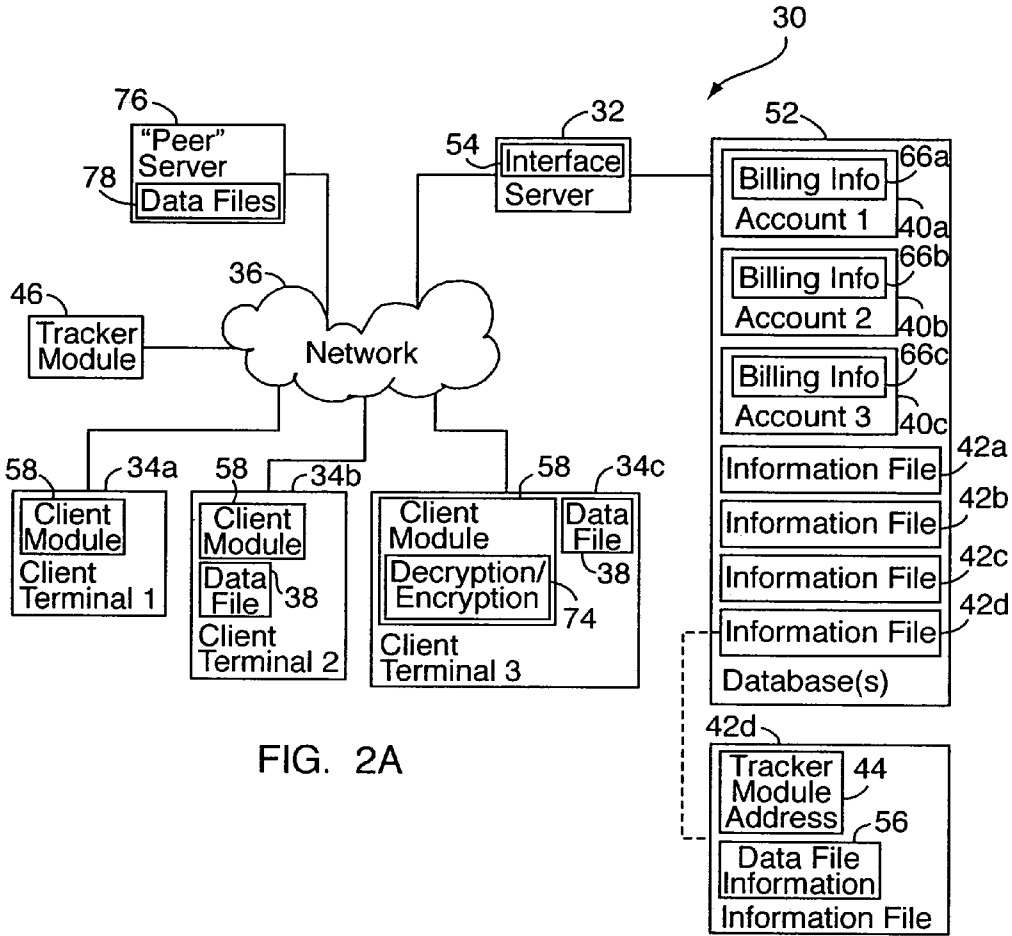 30
76
"Peer"
Server
78
Data Files
32
54
Interface
Server
52
Billing Info
66a
Account 1
40a
Billing Info
66b
Account 2
40b
Billing Info
66c
Account 3
40c
Information File
42a
Information File
42b
Information File
42c
Information File
42d
Database(s)
36
Network
46
Tracker
Module
58
34a
Client
Module
Client
Terminal 1
58
34b
Client
Module
Data
File
38
Client
Terminal 2
58
34c
Client
Module
Decryption/
Encryption
74
Data
File
38
Client
Terminal 3
42d
Tracker
Module
Address
44
56
Data File
Information
Information File
FIG. 2A